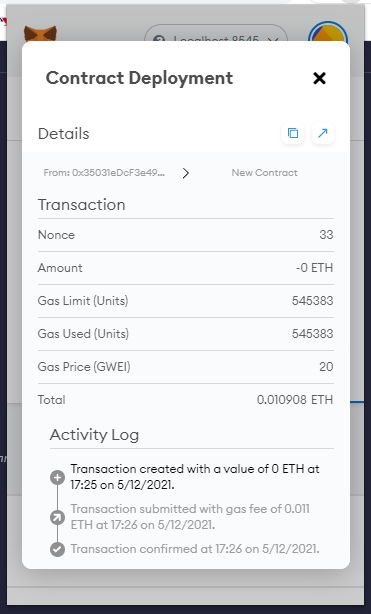 Localhost 8545
Contract Deployment
Details
From: 0x35031eDcF3e49...
New Contract
Transaction
Nonce 33
Amount -0 ETH
Gas Limit (Units) 545383
Gas Used (Units) 545383
Gas Price (GWEI) 20
Total 0.010908 ETH
Activity Log
Transaction created with a value of 0 ETH at
17:25 on 5/12/2021.
Transaction submitted with gas fee of 0.011
ETH at 17:26 on 5/12/2021.
Transaction confirmed at 17:26 on 5/12/2021.